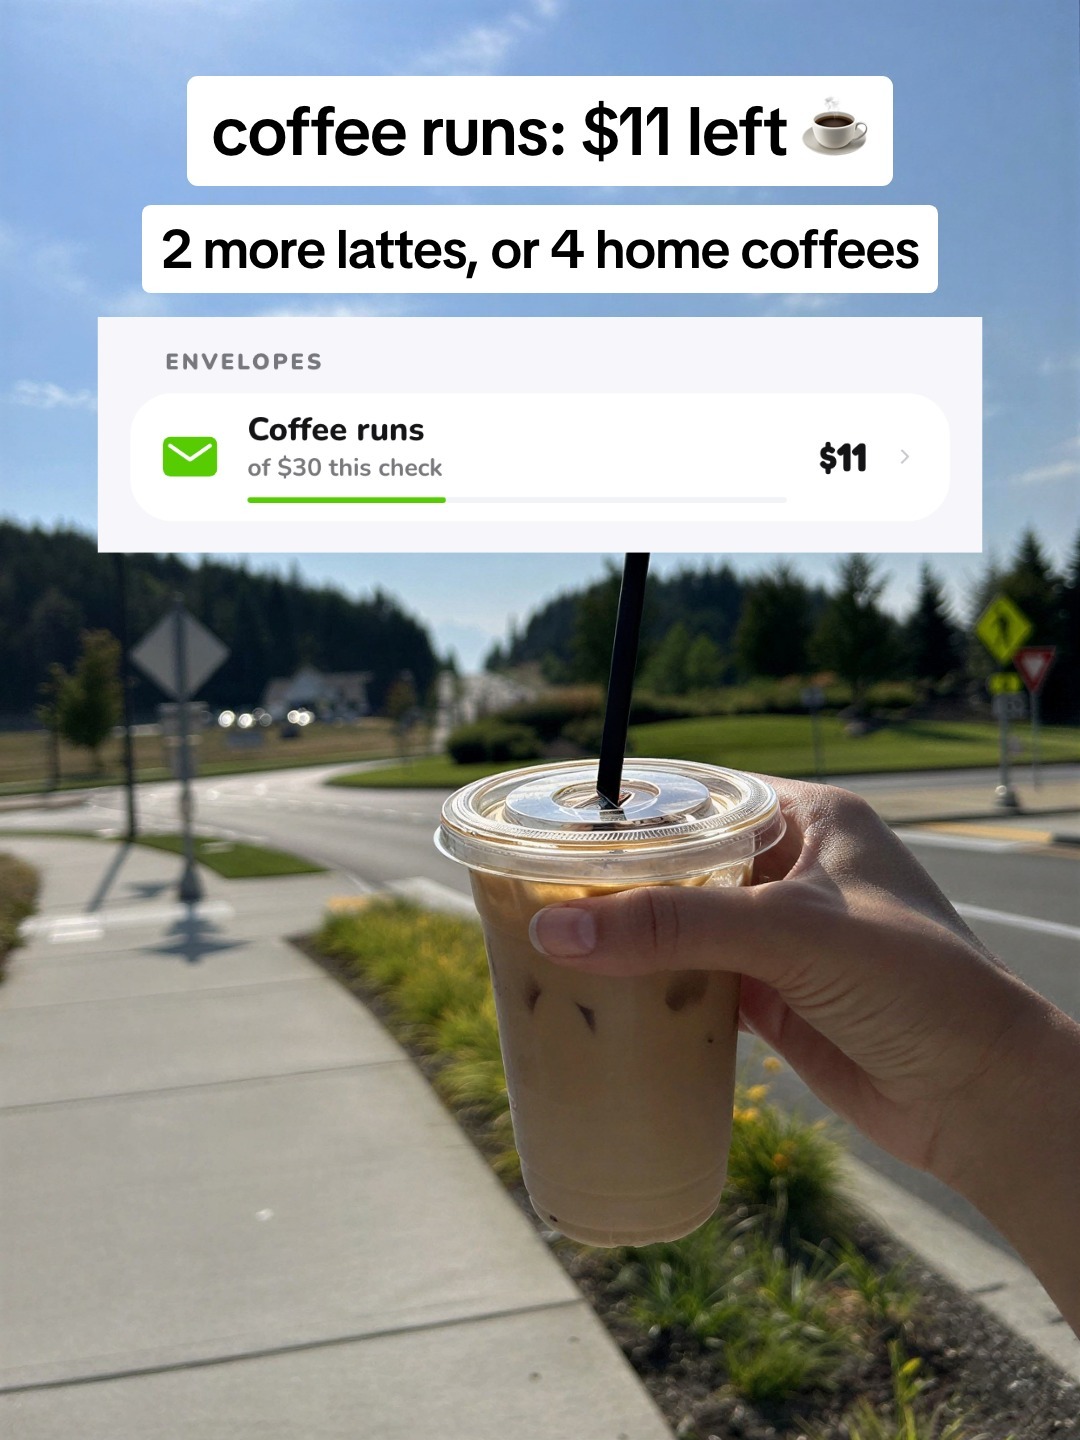 coffee runs: $11 left ☕
2 more lattes, or 4 home coffees
ENVELOPES
Coffee runs
of $30 this check
$11